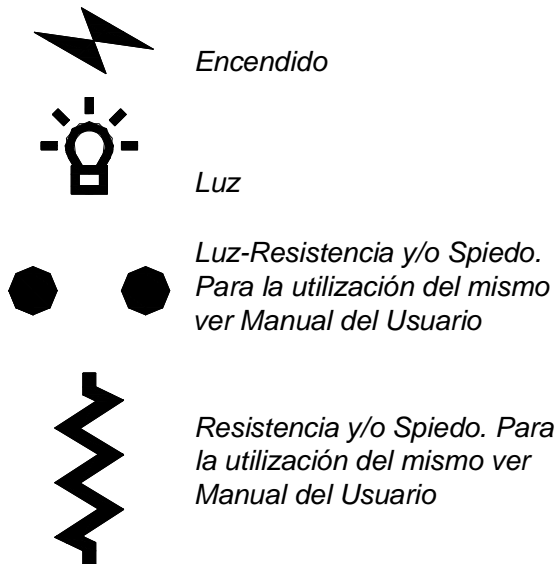 Encendido
Luz
Luz-Resistencia y/o Spiedo.
Para la utilización del mismo
ver Manual del Usuario
Resistencia y/o Spiedo. Para
la utilización del mismo ver
Manual del Usuario